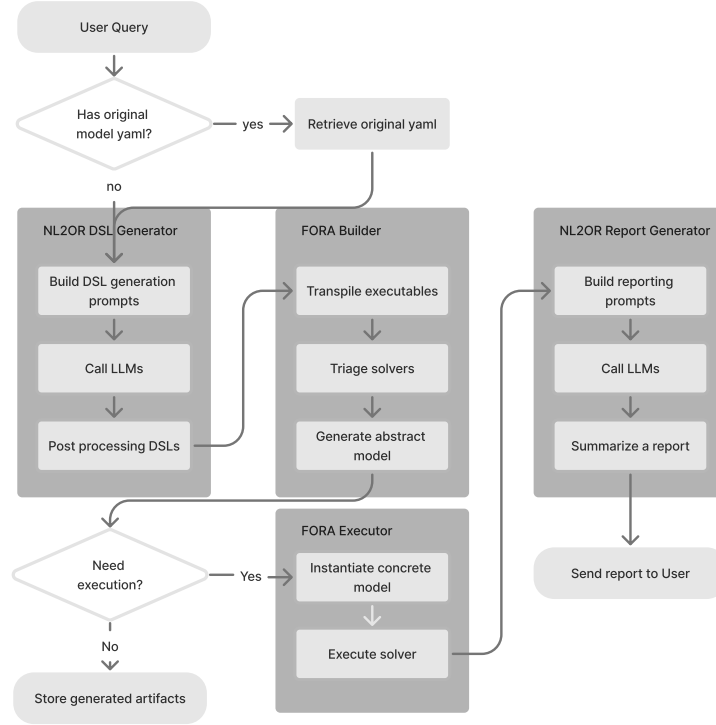 User Query
Has original
model yaml?
yes
Retrieve original yaml
no
NL2OR DSL Generator
Build DSL generation
prompts
Call LLMs
Post processing DSLs
FORA Builder
Transpile executables
Triage solvers
Generate abstract
model
NL2OR Report Generator
Build reporting
prompts
Call LLMs
Summarize a report
Send report to User
Need
execution?
Yes
FORA Executor
Instantiate concrete
model
Execute solver
No
Store generated artifacts